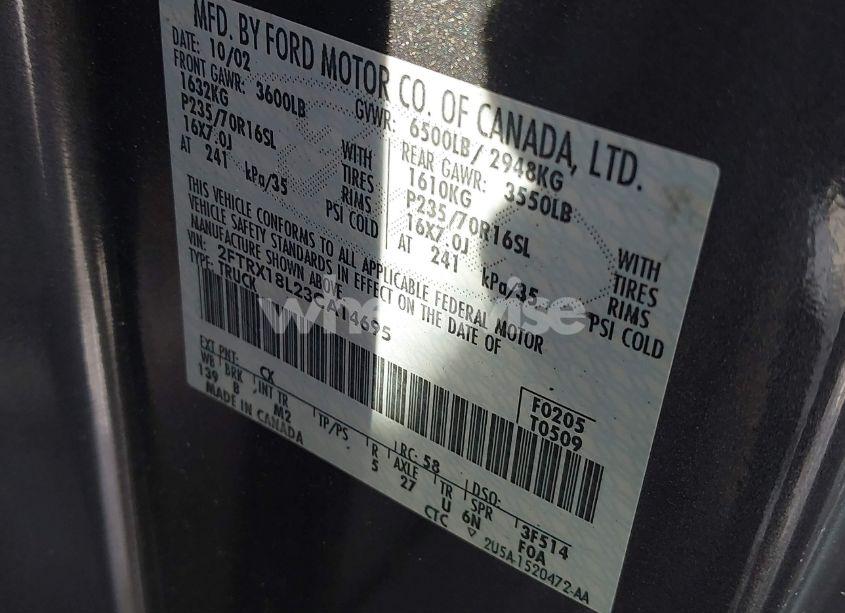 MFD. BY FORD MOTOR CO. OF CANADA, LTD.
DATE: 10/02 GVWR: 6500LB/ 2948KG
FRONT GAWR: 3600LB REAR GAWR: 3550LB
1632KG WITH 1610KG WITH
P235/70R16SL TIRES P235/70R16SL TIRES
16X7.0J RIMS 16X7.0J RIMS
AT 241 kPa/35 PSI COLD AT 241 kPa/35 PSI COLD
THIS VEHICLE CONFORMS TO ALL APPLICABLE FEDERAL MOTOR
VEHICLE SAFETY STANDARDS IN EFFECT ON THE DATE OF
MANUFACTURE SHOWN ABOVE
VIN: 2FTRX18L23CA14695
TYPE: TRUCK
F0205
T0509
EXT PNT: CX RC: 58 DSO:
WB BRK INT TR TP/PS R AXLE TR SPR 3F514
139 B M2 5 27 U 6N F0A
MADE IN CANADA CTC 2U5A-1520472-AA